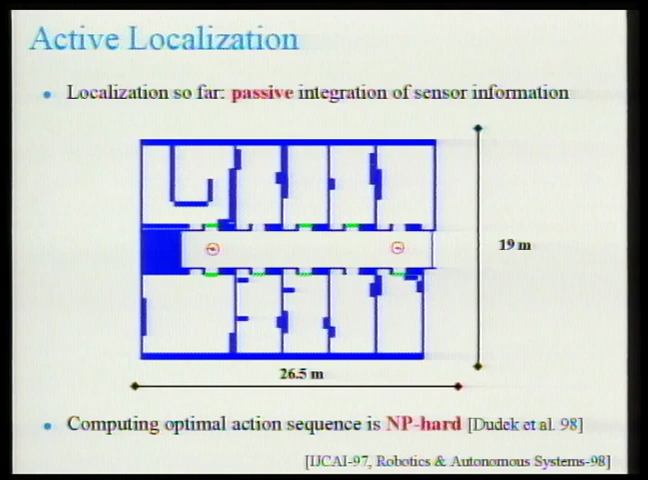 Active Localization
• Localization so far: passive integration of sensor information
19 m
26.5 m
• Computing optimal action sequence is NP-hard [Dudek et al. 98]
[IJCAI-97, Robotics & Autonomous Systems-98]